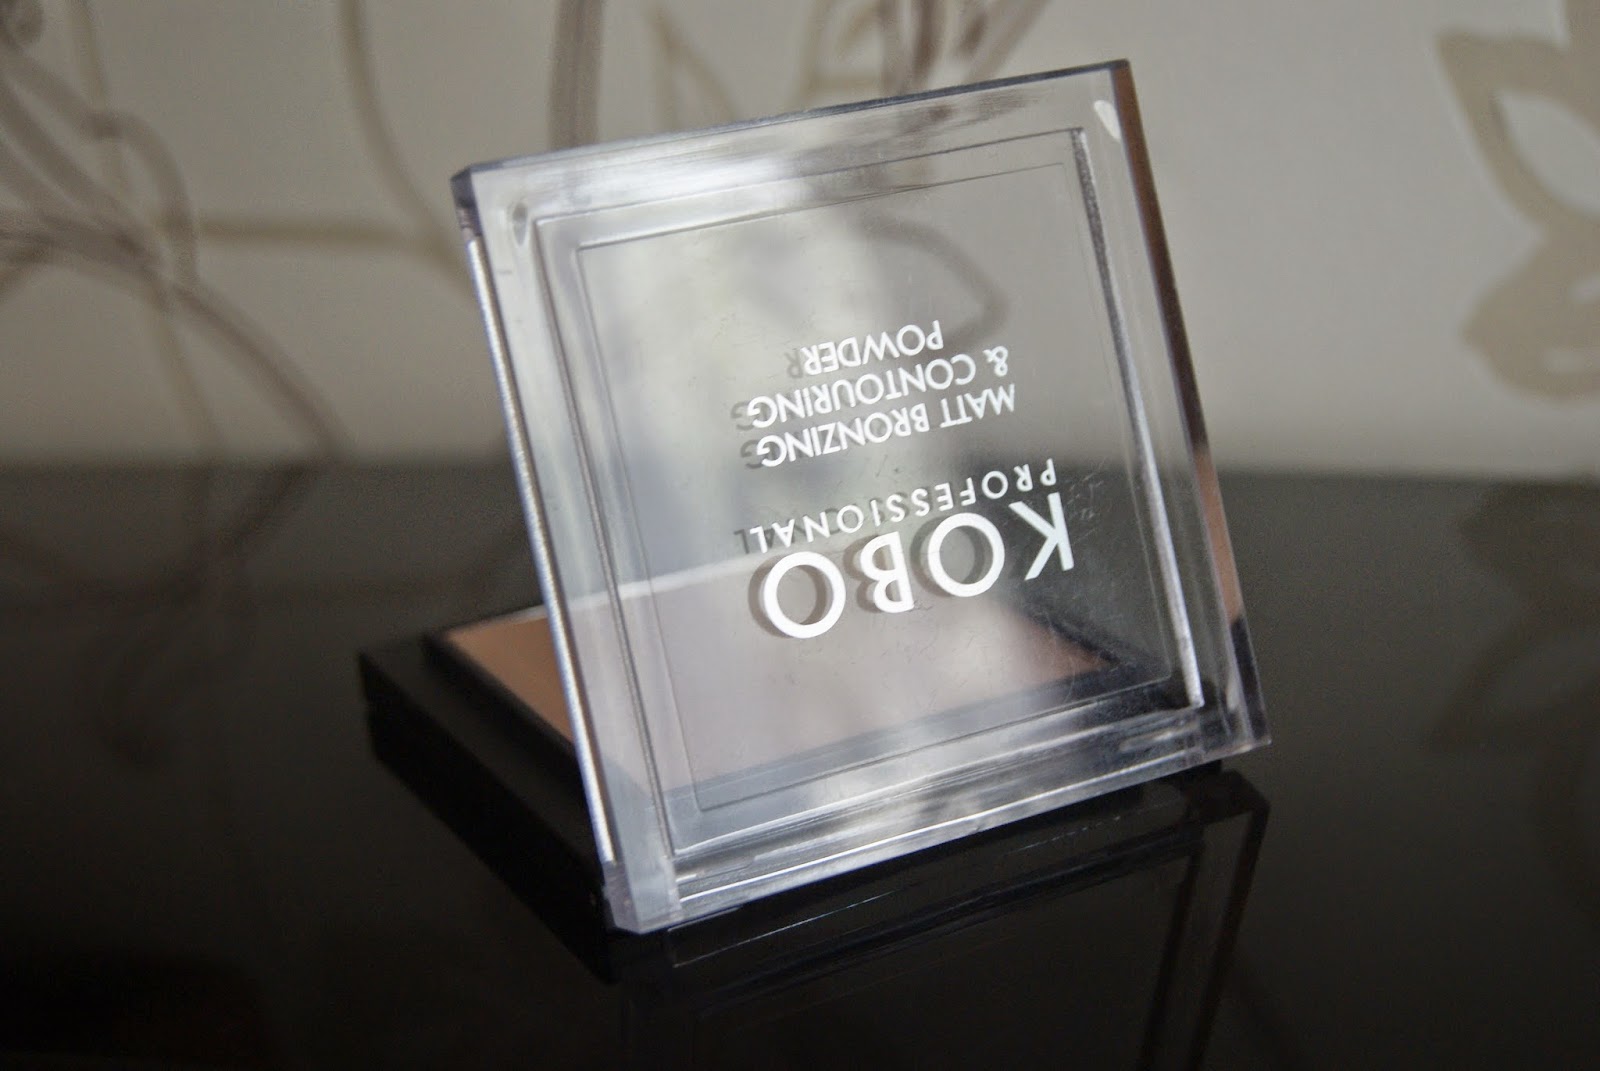 KOBO
PROFESSIONAL
MATT BRONZING
& CONTOURING
POWDER